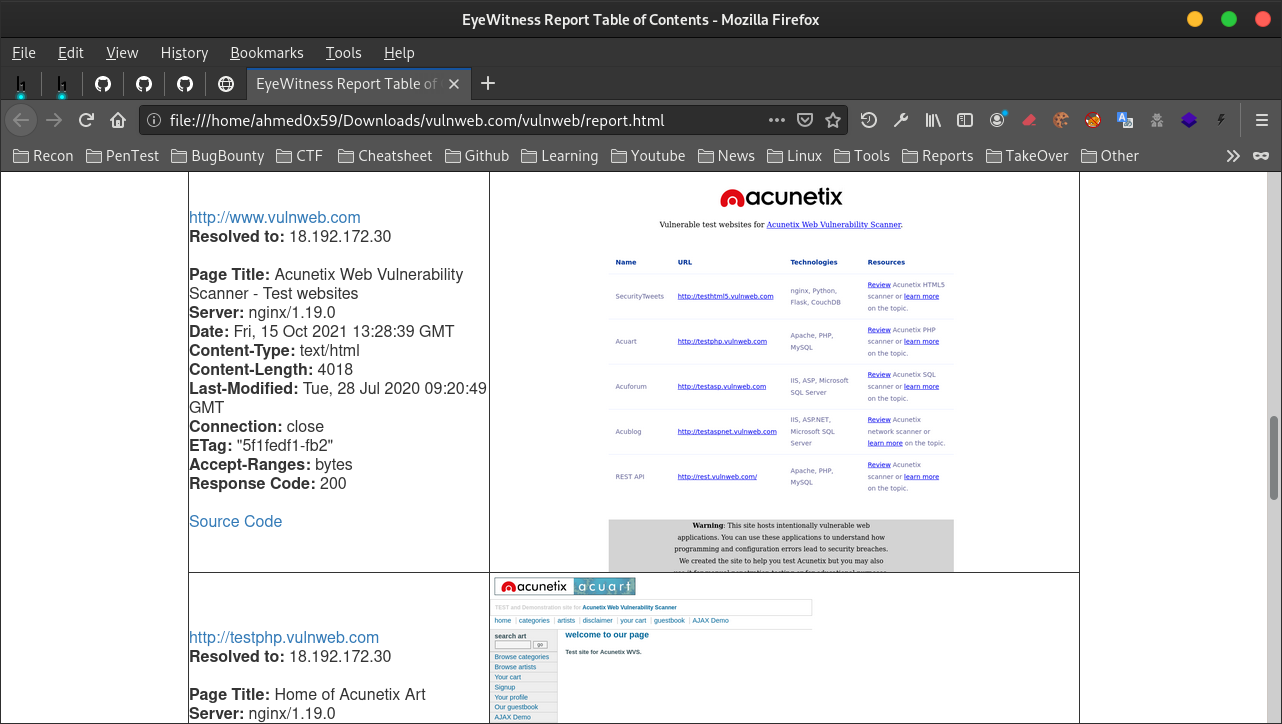 EyeWitness Report Table of Contents - Mozilla Firefox
File Edit View History Bookmarks Tools Help
EyeWitness Report Table of
file:///home/ahmed0x59/Downloads/vulnweb.com/vulnweb/report.html
Recon PenTest BugBounty CTF Cheatsheet Github Learning Youtube News Linux Tools Reports TakeOver Other
http://www.vulnweb.com
Resolved to: 18.192.172.30
Page Title: Acunetix Web Vulnerability
Scanner - Test websites
Server: nginx/1.19.0
Date: Fri, 15 Oct 2021 13:28:39 GMT
Content-Type: text/html
Content-Length: 4018
Last-Modified: Tue, 28 Jul 2020 09:20:49
GMT
Connection: close
ETag: "5f1fedf1-fb2"
Accept-Ranges: bytes
Response Code: 200
Source Code
acunetix
Vulnerable test websites for Acunetix Web Vulnerability Scanner.
Name URL Technologies Resources
SecurityTweets http://testhtml5.vulnweb.com nginx, Python,
Flask, CouchDB
Review Acunetix HTML5
scanner or learn more
on the topic.
Acuart http://testphp.vulnweb.com Apache, PHP,
MySQL
Review Acunetix PHP
scanner or learn more
on the topic.
Acuforum http://testasp.vulnweb.com IIS, ASP, Microsoft
SQL Server
Review Acunetix SQL
scanner or learn more
on the topic.
Acublog http://testaspnet.vulnweb.com IIS, ASP.NET,
Microsoft SQL
Server
Review Acunetix
network scanner or
learn more on the topic.
REST API http://rest.vulnweb.com/ Apache, PHP,
MySQL
Review Acunetix
scanner or learn more
on the topic.
Warning: This site hosts intentionally vulnerable web
applications. You can use these applications to understand how
programming and configuration errors lead to security breaches.
We created the site to help you test Acunetix but you may also
http://testphp.vulnweb.com
Resolved to: 18.192.172.30
Page Title: Home of Acunetix Art
Server: nginx/1.19.0
acunetix acuart
TEST and Demonstration site for Acunetix Web Vulnerability Scanner
home | categories | artists | disclaimer | your cart | guestbook | AJAX Demo
search art
go
Browse categories
Browse artists
Your cart
Signup
Your profile
Our guestbook
AJAX Demo
welcome to our page
Test site for Acunetix WVS.